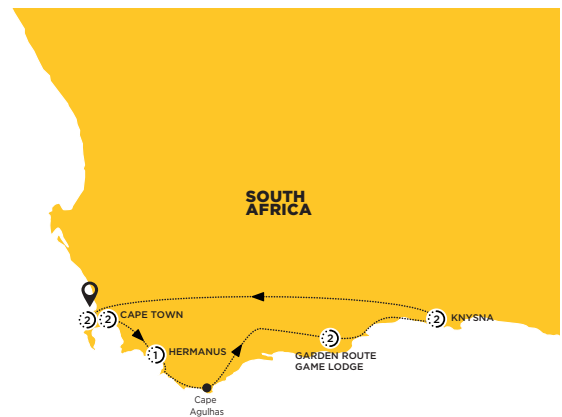 SOUTH
AFRICA
2
2
CAPE TOWN
1
HERMANUS
Cape
Agulhas
2
GARDEN ROUTE
GAME LODGE
2
KNYSNA